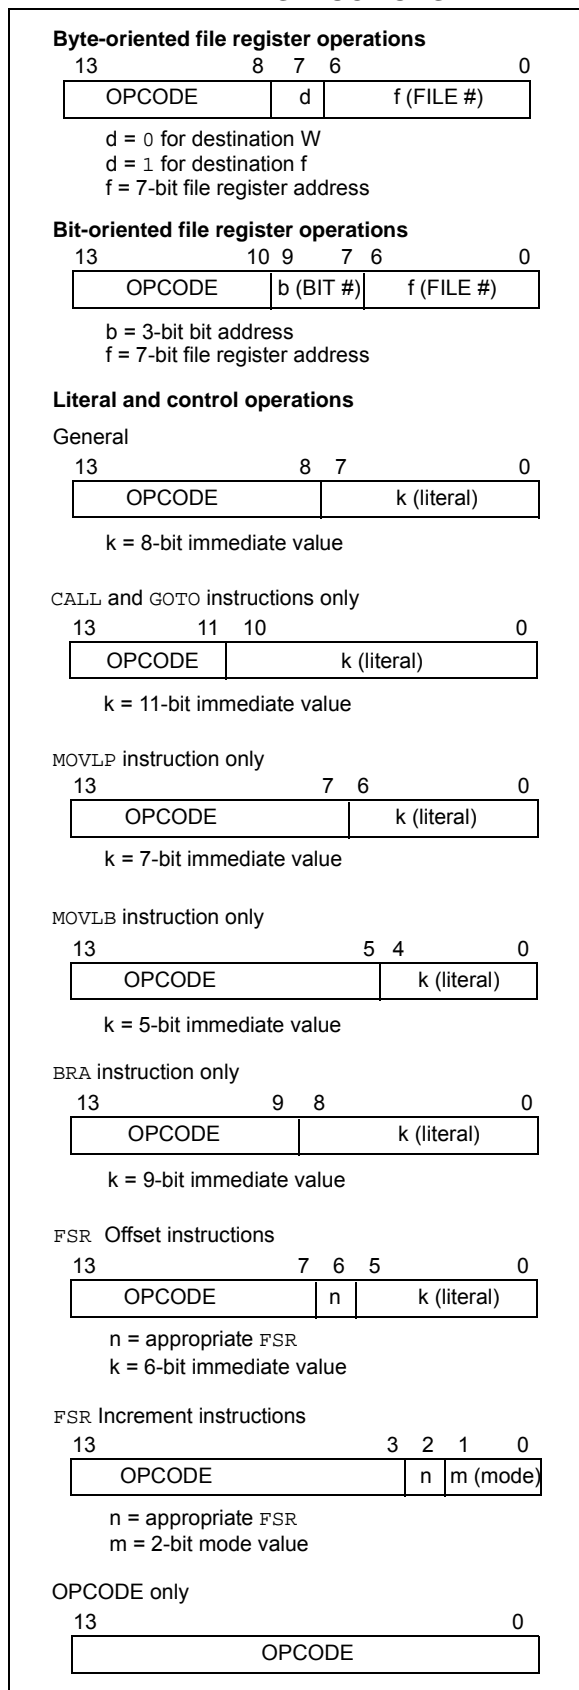 Byte-oriented file register operations
13 8 7 6 0
OPCODE d f (FILE #)
d = 0 for destination W
d = 1 for destination f
f = 7-bit file register address
Bit-oriented file register operations
13 10 9 7 6 0
OPCODE b (BIT #) f (FILE #)
b = 3-bit bit address
f = 7-bit file register address
Literal and control operations
General
13 8 7 0
OPCODE k (literal)
k = 8-bit immediate value
CALL and GOTO instructions only
13 11 10 0
OPCODE k (literal)
k = 11-bit immediate value
MOVLP instruction only
13 7 6 0
OPCODE k (literal)
k = 7-bit immediate value
MOVLB instruction only
13 5 4 0
OPCODE k (literal)
k = 5-bit immediate value
BRA instruction only
13 9 8 0
OPCODE k (literal)
k = 9-bit immediate value
FSR Offset instructions
13 7 6 5 0
OPCODE n k (literal)
n = appropriate FSR
k = 6-bit immediate value
FSR Increment instructions
13 3 2 1 0
OPCODE n m (mode)
n = appropriate FSR
m = 2-bit mode value
OPCODE only
13 0
OPCODE